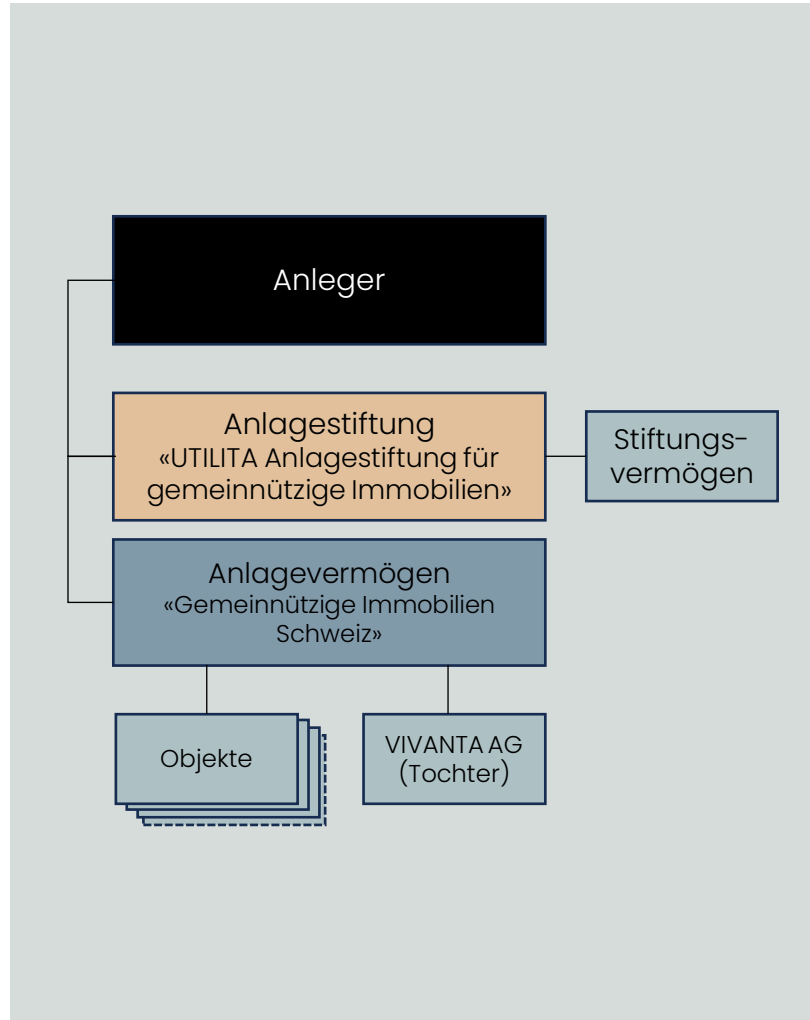 Anleger
Anlagestiftung
«UTILITA Anlagestiftung für
gemeinnützige Immobilien»
Stiftungs-
vermögen
Anlagevermögen
«Gemeinnützige Immobilien
Schweiz»
Objekte
VIVANTA AG
(Tochter)